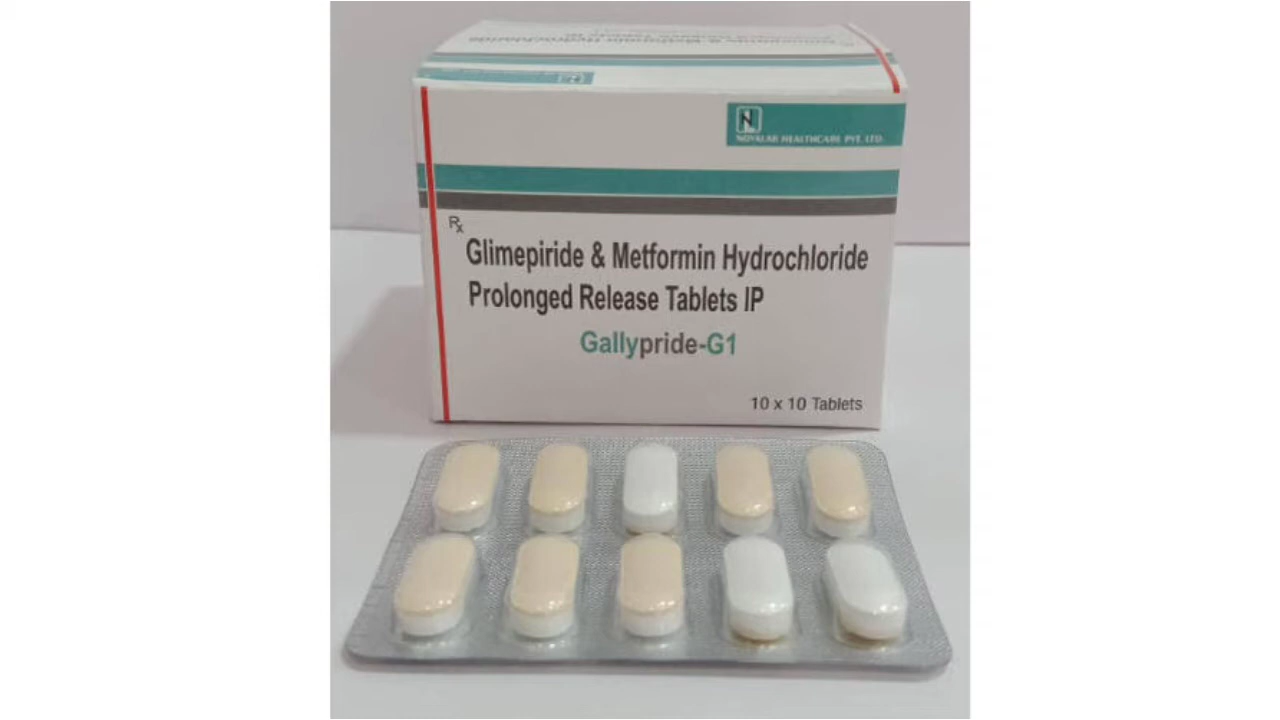 N
NOVALAB HEALTHCARE PVT. LTD.
Rx
Glimepiride & Metformin Hydrochloride
Prolonged Release Tablets IP
Gallypride-G1
10 x 10 Tablets